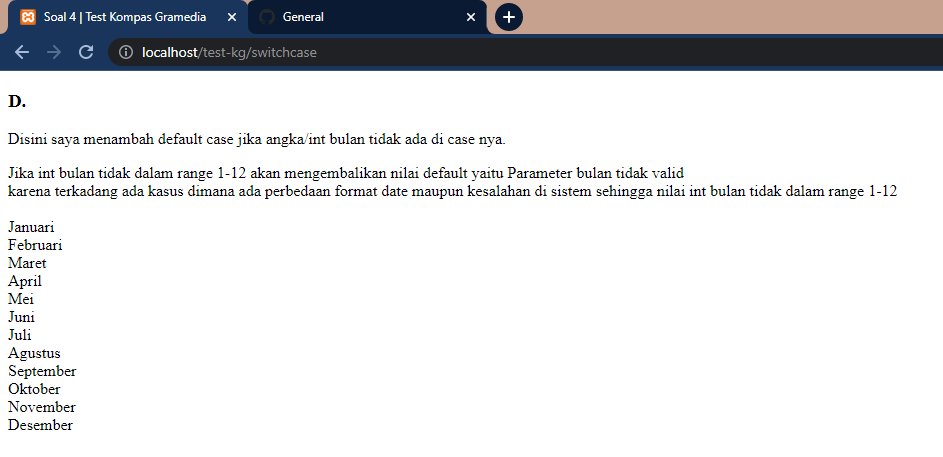 Soal 4 | Test Kompas Gramedia
General
localhost/test-kg/switchcase
D.
Disini saya menambah default case jika angka/int bulan tidak ada di case nya.
Jika int bulan tidak dalam range 1-12 akan mengembalikan nilai default yaitu Parameter bulan tidak valid
karena terkadang ada kasus dimana ada perbedaan format date maupun kesalahan di sistem sehingga nilai int bulan tidak dalam range 1-12
Januari
Februari
Maret
April
Mei
Juni
Juli
Agustus
September
Oktober
November
Desember